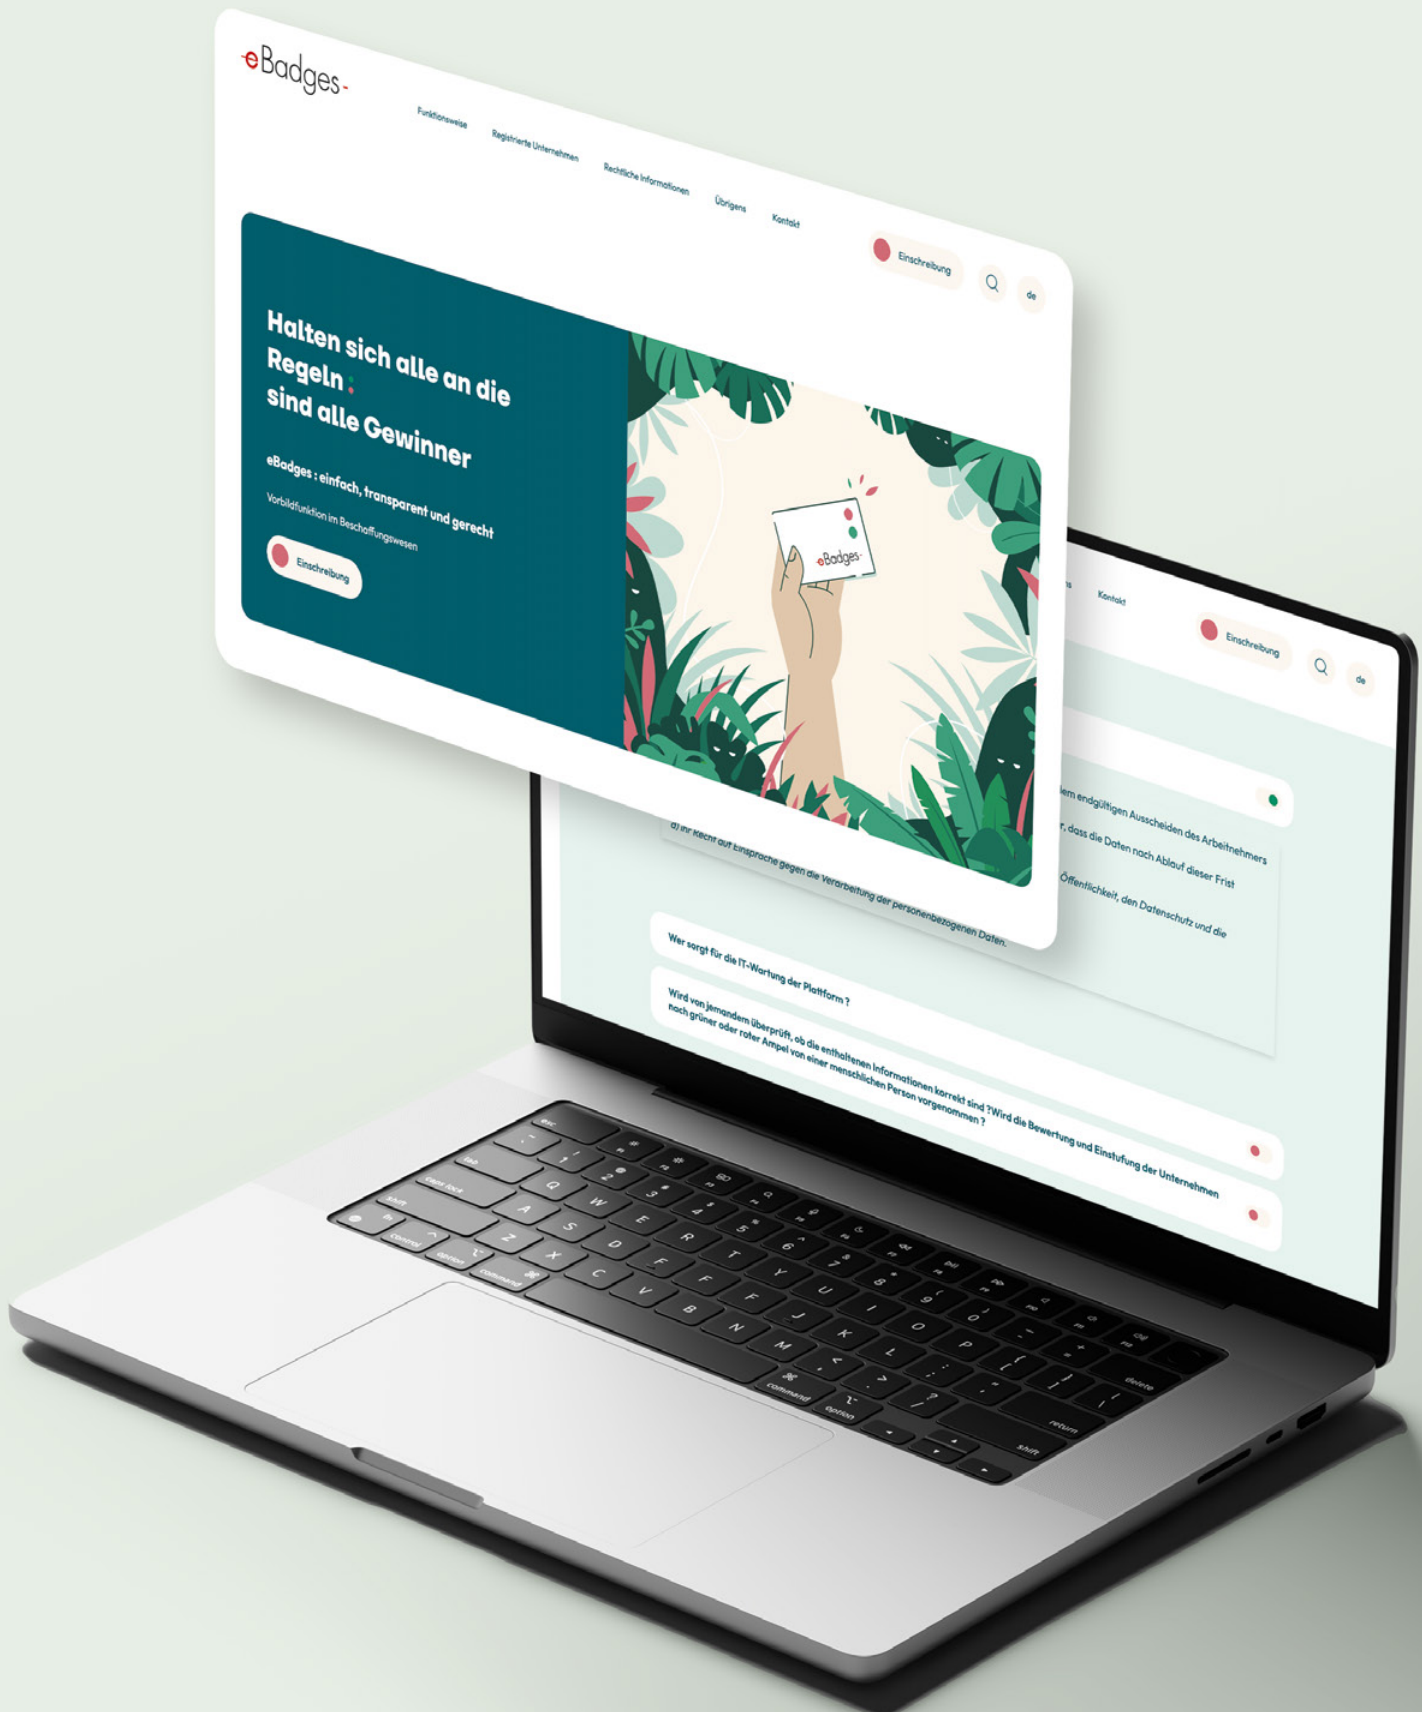 eBadges
Funktionsweise
Registrierte Unternehmen
Rechtliche Informationen
Übrigens
Kontakt
Einschreibung
de
Halten sich alle an die
Regeln :
sind alle Gewinner
eBadges : einfach, transparent und gerecht
Vorbildfunktion im Beschaffungswesen
Einschreibung
eBadges
Kontakt
Einschreibung
de
endgültigen Ausscheiden des Arbeitnehmers
dass die Daten nach Ablauf dieser Frist
Öffentlichkeit, den Datenschutz und die
d) Ihr Recht auf Einsprache gegen die Verarbeitung der personenbezogenen Daten.
Wer sorgt für die IT-Wartung der Plattform ?
Wird von jemandem überprüft, ob die enthaltenen Informationen korrekt sind ?Wird die Bewertung und Einstufung der Unternehmen
nach grüner oder roter Ampel von einer menschlichen Person vorgenommen ?
esc
tab
Q W E R T Y U I O P
caps lock
A S D F F F J K L
shift
Z X C V B N M
fn
control
option
command
command
option
delete
return
shift